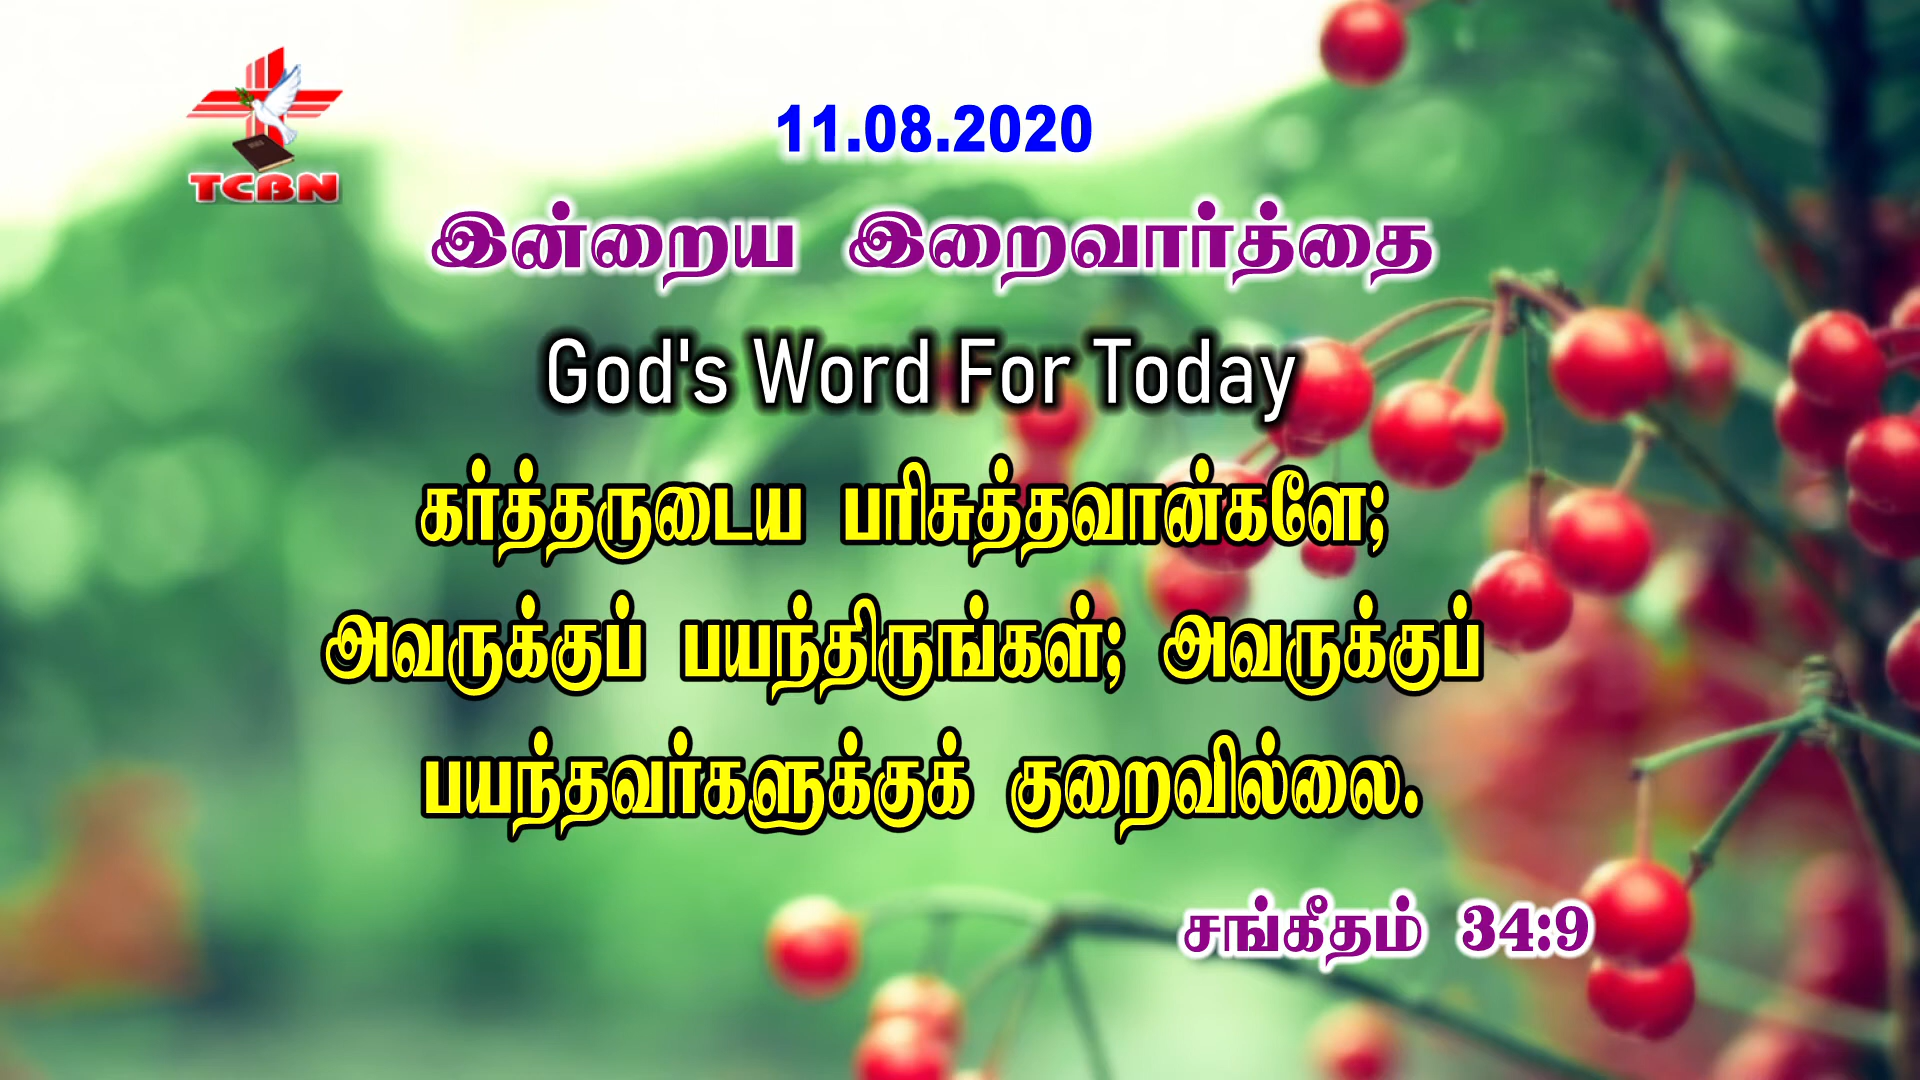 TCBN
11.08.2020
இன்றைய இறைவார்த்தை
God's Word For Today
கர்த்தருடைய பரிசுத்தவான்களே;
அவருக்குப் பயந்திருங்கள்; அவருக்குப்
பயந்தவர்களுக்குக் குறைவில்லை.
சங்கீதம் 34:9